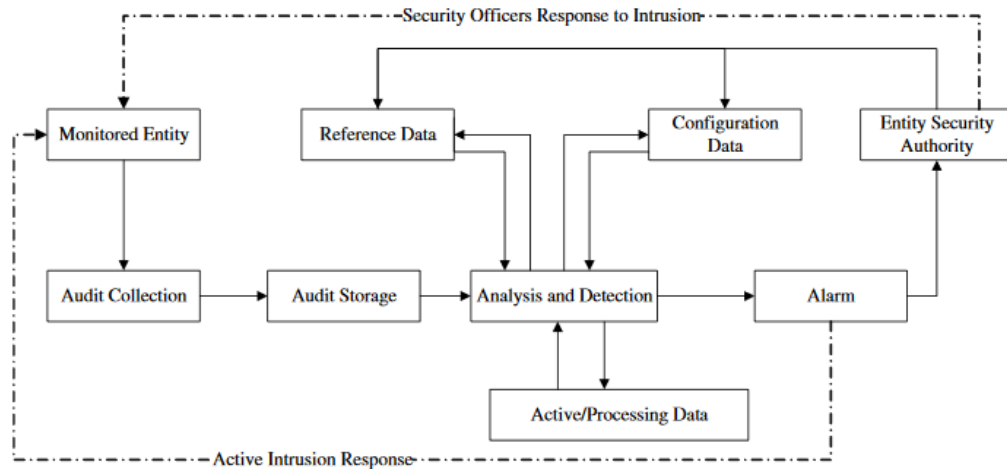 Security Officers Response to Intrusion
Monitored Entity
Reference Data
Configuration
Data
Entity Security
Authority
Audit Collection
Audit Storage
Analysis and Detection
Alarm
Active/Processing Data
Active Intrusion Response